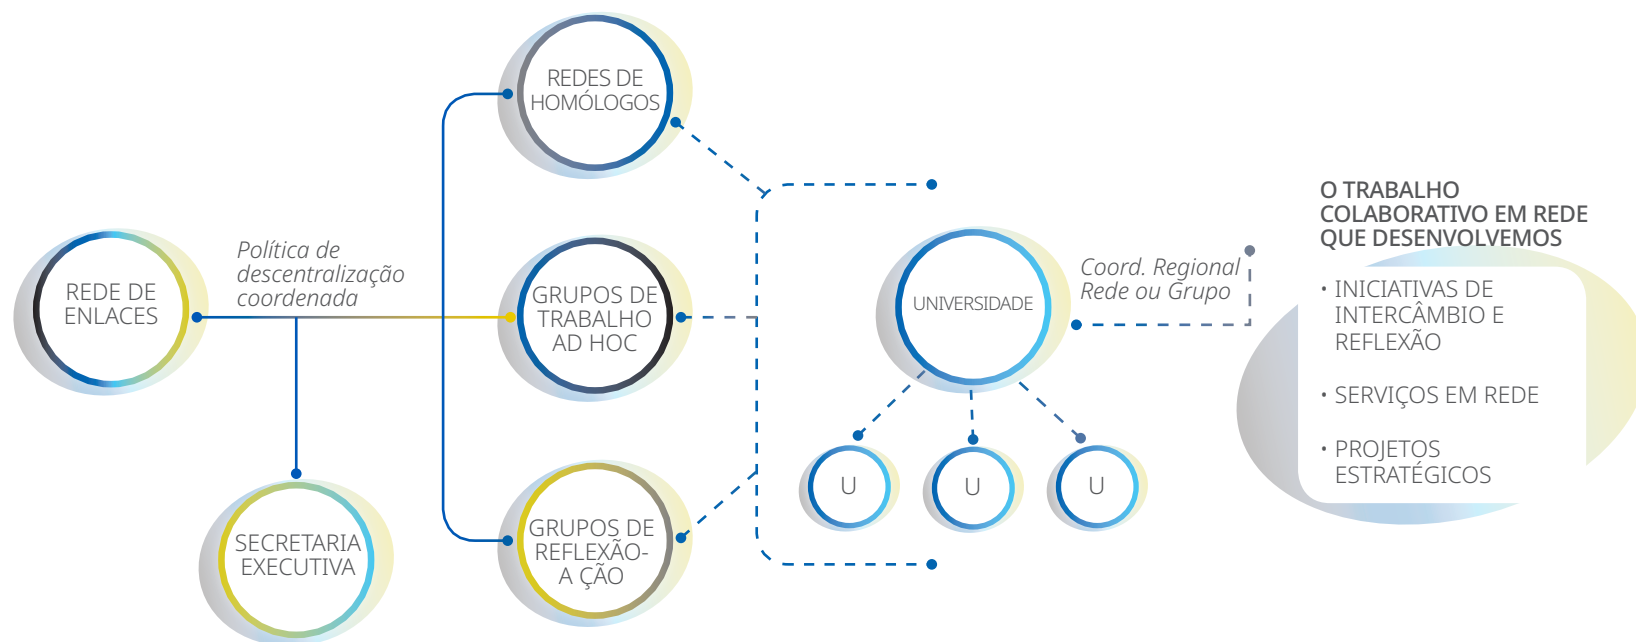 REDE DE
ENLACES
Política de
descentralização
coordenada
SECRETARIA
EXECUTIVA
REDES DE
HOMÓLOGOS
GRUPOS DE
TRABALHO
AD HOC
GRUPOS DE
REFLEXÃO-
A ÇÃO
UNIVERSIDADE
U
U
U
Coord. Regional
Rede ou Grupo
O TRABALHO
COLABORATIVO EM REDE
QUE DESENVOLVEMOS
• INICIATIVAS DE
INTERCÂMBIO E
REFLEXÃO
• SERVIÇOS EM REDE
• PROJETOS
ESTRATÉGICOS